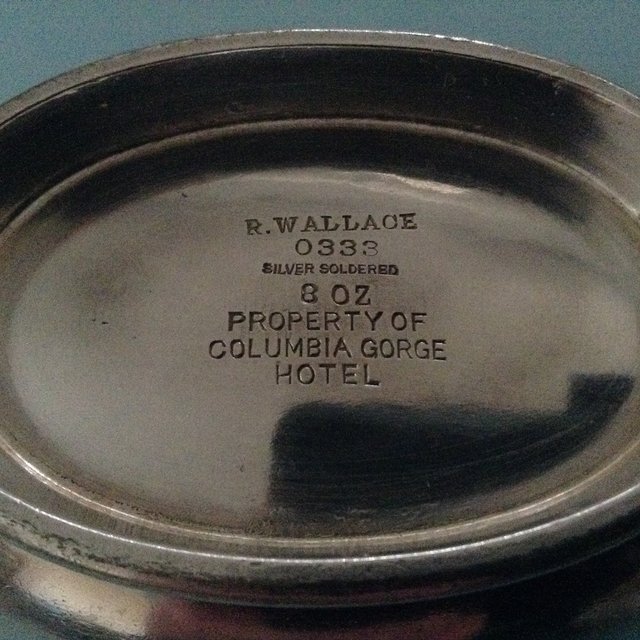 R. WALLACE
0333
SILVER SOLDERED
8 OZ
PROPERTY OF
COLUMBIA GORGE
HOTEL